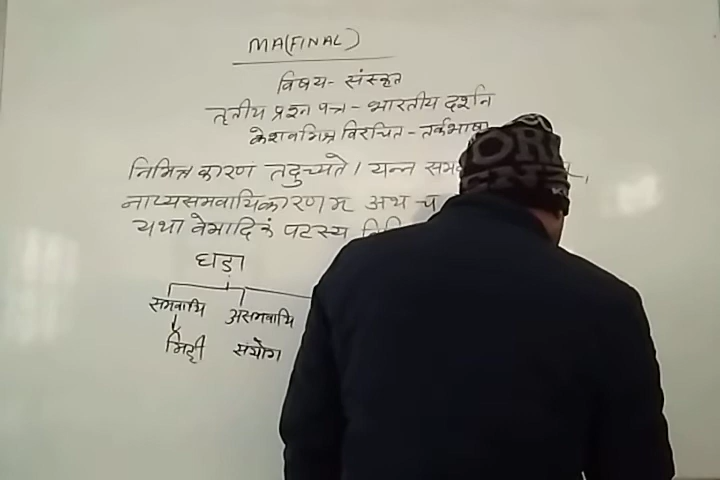 MA(FINAL)
विषय- संस्कृत
तृतीय प्रश्न पत्र - भारतीय दर्शन
केशवमिश्र विरचित - तर्कभाषा
निमित्त कारणं तदुच्यते। यन्न
नाप्यसमवायिकारणम् अथ च
यथा वेमादिकं पटस्य
घड़ा
समवायि असमवायि
मिट्टी संयोग